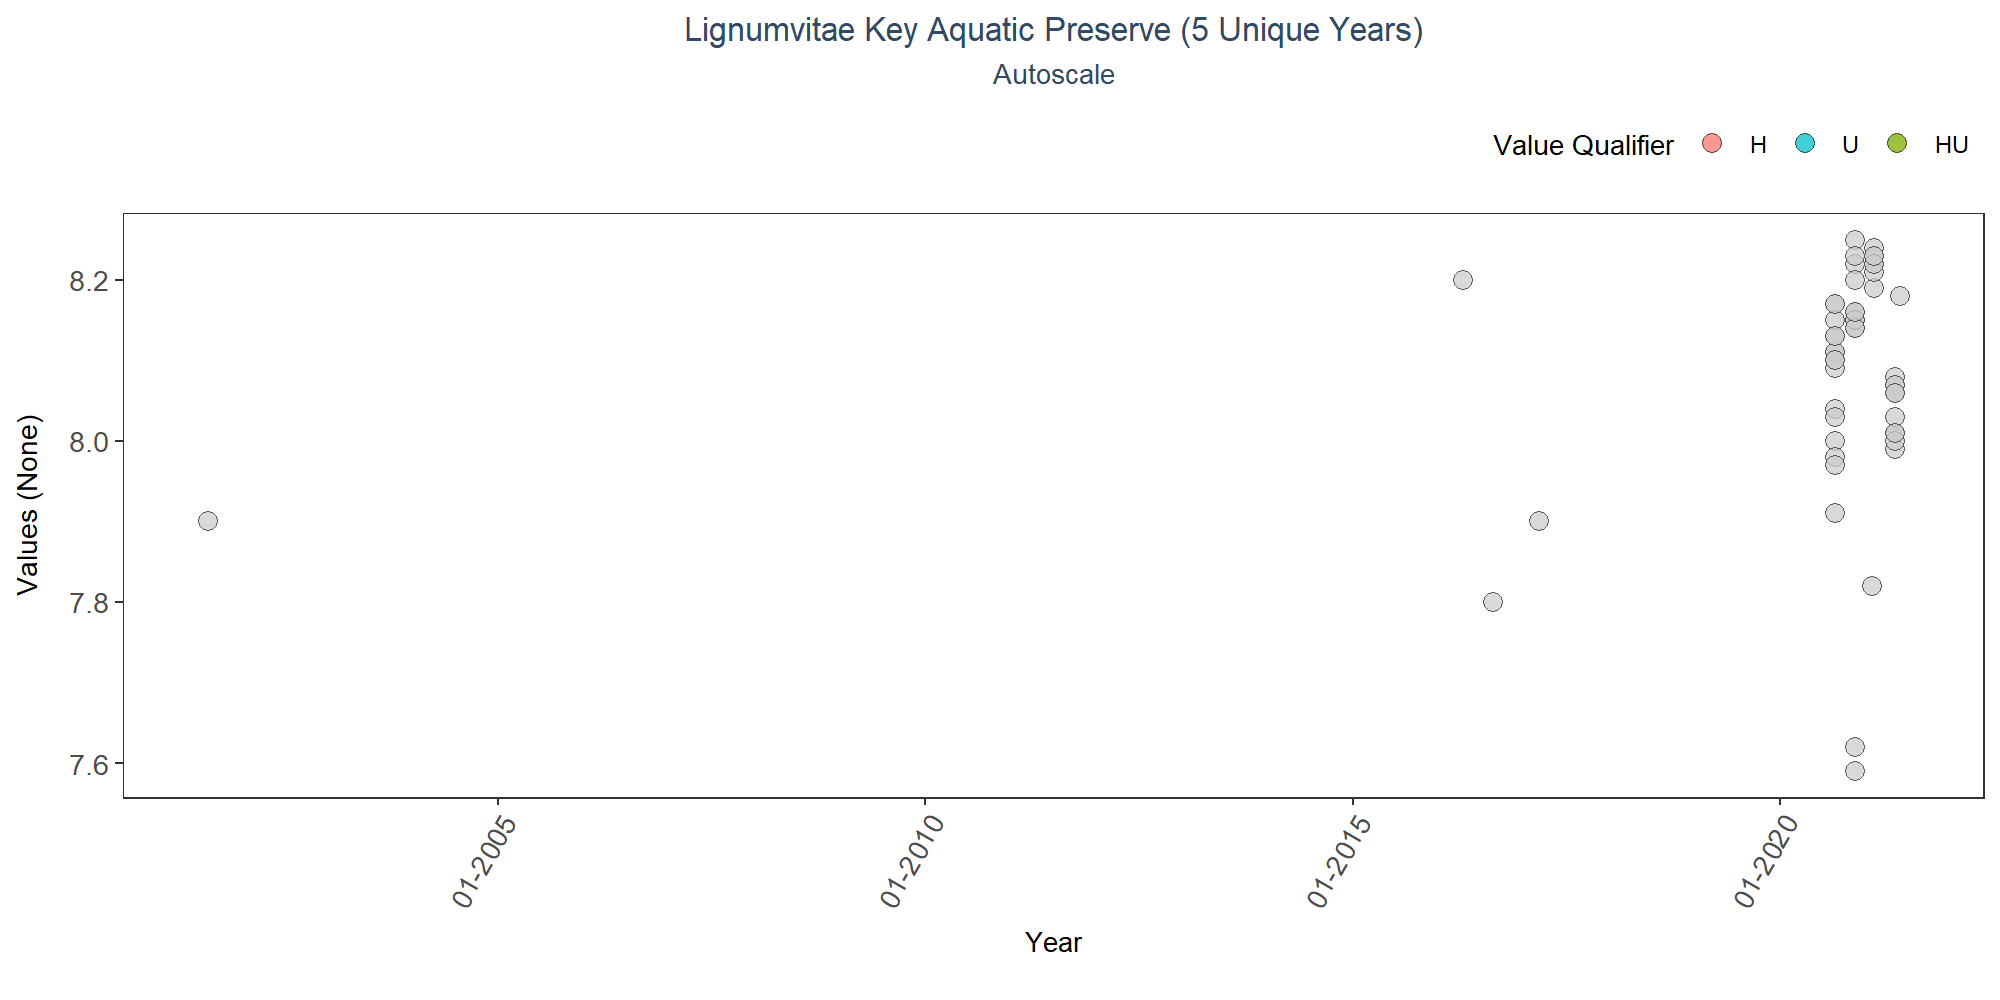 Lignumvitae Key Aquatic Preserve (5 Unique Years)
Autoscale
Value Qualifier H U HU
Values (None)
8.2
8.0
7.8
7.6
01-2005 01-2010 01-2015 01-2020
Year